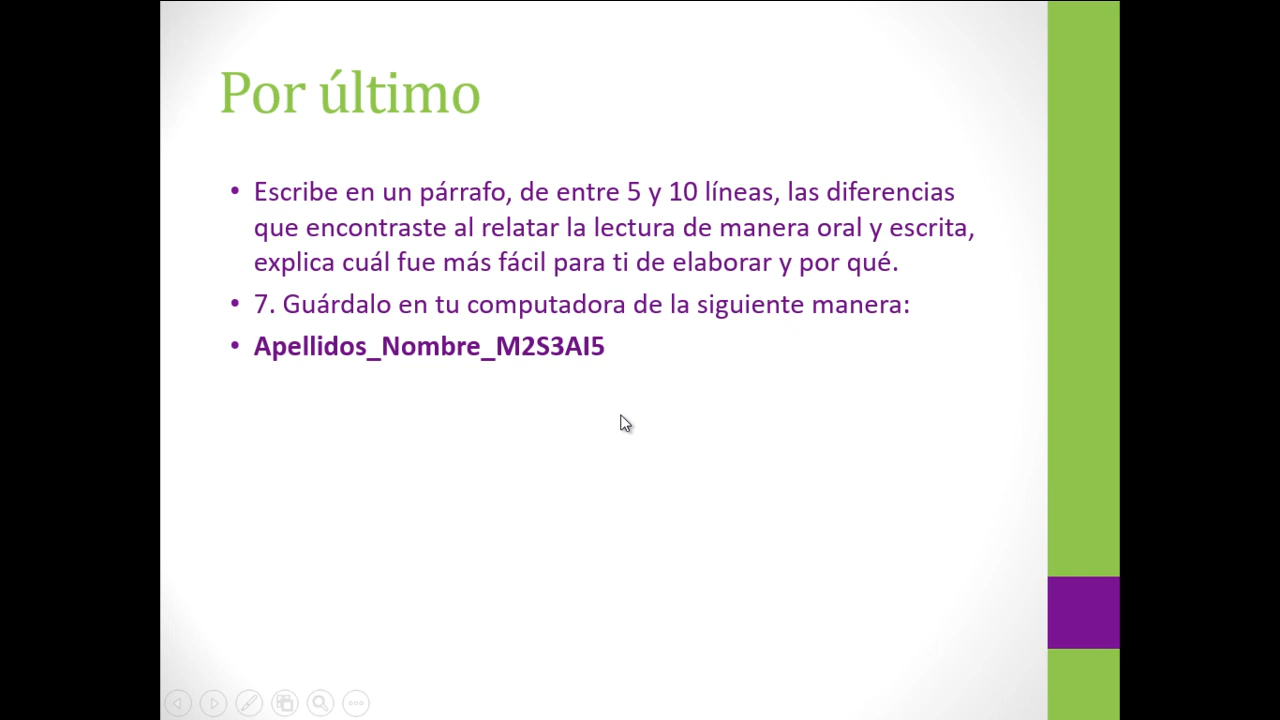 Por último
• Escribe en un párrafo, de entre 5 y 10 líneas, las diferencias
que encontraste al relatar la lectura de manera oral y escrita,
explica cuál fue más fácil para ti de elaborar y por qué.
• 7. Guárdalo en tu computadora de la siguiente manera:
• Apellidos_Nombre_M2S3AI5